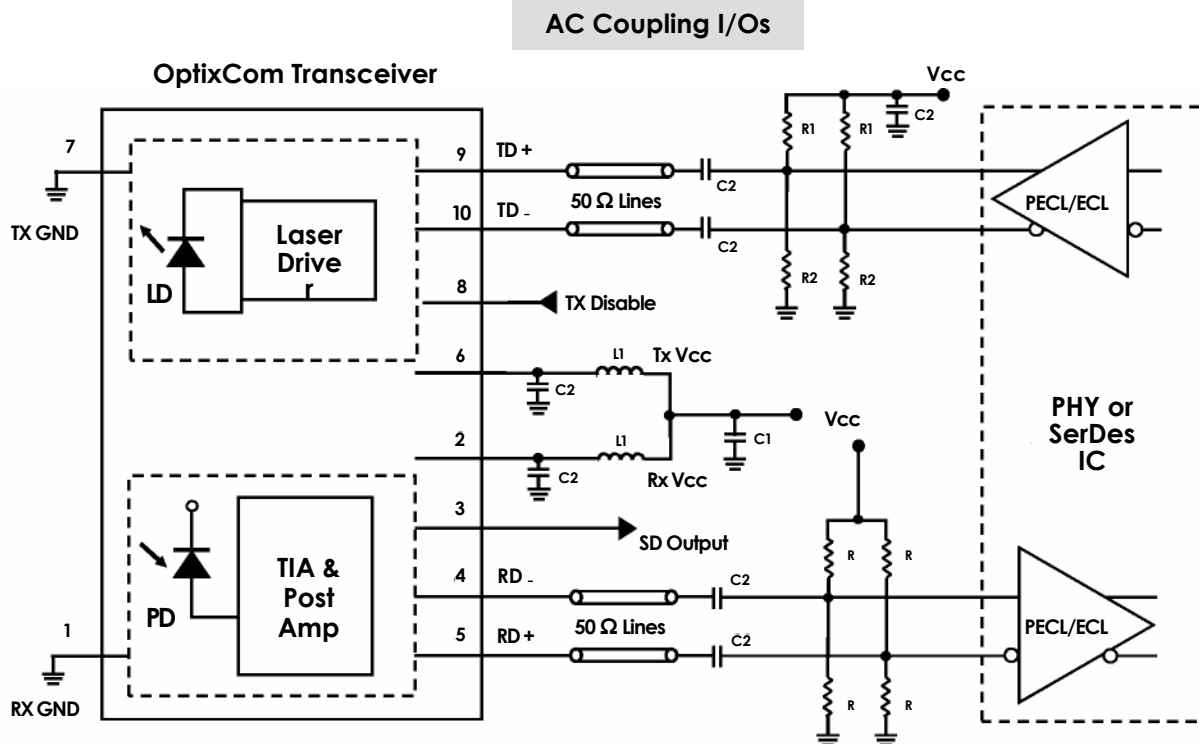 AC Coupling I/Os
OptixCom Transceiver
Vcc
R1
R1
C2
7
9
TD +
C2
50 Ω Lines
PECL/ECL
TX GND
10
TD -
C2
Laser
Drive
r
LD
R2
R2
8
TX Disable
6
L1
Tx Vcc
C2
PHY or
SerDes
IC
Vcc
C1
2
L1
C2
Rx Vcc
3
SD Output
R
R
TIA &
Post
Amp
4
RD -
C2
PD
1
50 Ω Lines
PECL/ECL
5
RD +
C2
RX GND
R
R